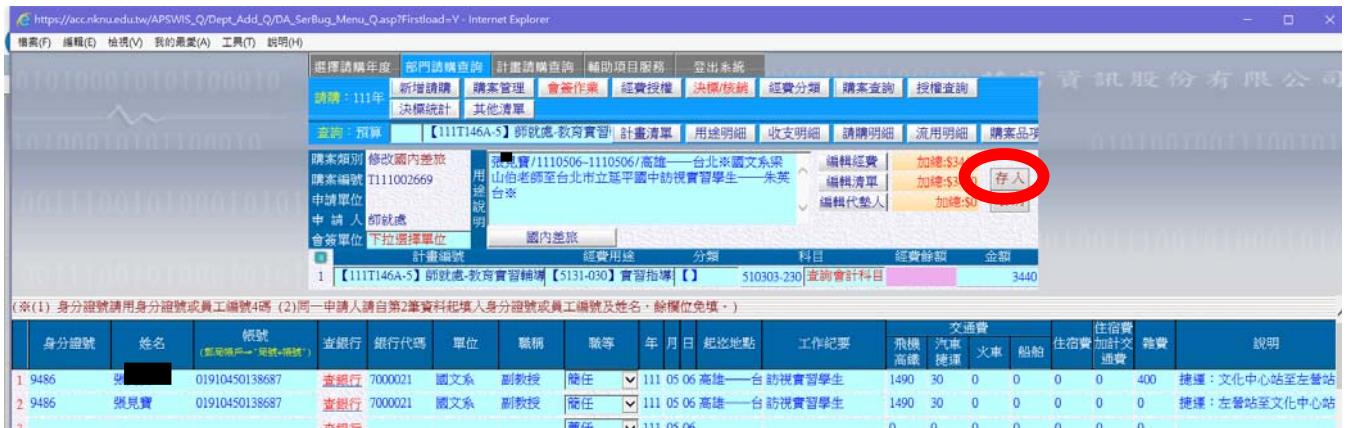 https://acc.nknu.edu.tw/APSWIS_Q/Dept_Add_Q/DA_SerBug_Menu_Q.asp?Firstload=Y - Internet Explorer
檔案(F) 編輯(E) 檢視(V) 我的最愛(A) 工具(T) 說明(H)
選擇請購年度 部門請購查詢 計畫請購查詢 輔助項目服務 登出系統
資訊股份有限公司
請購：111年 新增請購 購案管理 會簽作業 經費授權 決標/核銷 經費分類 購案查詢 授權查詢
決標統計 其他清單
查詢：預算 【111T146A-5】師就處-教育實習 計畫清單 用途明細 收支明細 請購明細 流用明細 購案品項
購案類別 修改國內差旅
購案編號 T111002669
申請單位
申 請 人 師就處
會簽單位 下拉選擇單位
用途說明
張見寶/1110506~1110506/高雄——台北※國文系梁
山伯老師至台北市立延平國中訪視實習學生——朱英
台※
國內差旅
編輯經費 加總:$34
編輯清單 加總:$3
編輯代墊人 加總:$0
存入
計畫編號 經費用途 分類 科目 經費餘額 金額
1 【111T146A-5】師就處-教育實習輔導 【5131-030】實習指導 【】 510303-230 查詢會計科目 3440
(※(1) 身分證號請用身分證號或員工編號4碼 (2)同一申請人請自第2筆資料起填入身分證號或員工編號及姓名，餘欄位免填。)
身分證號 姓名 帳號 (郵局帳戶→"局號+帳號") 查銀行 銀行代碼 單位 職稱 職等 年 月 日 起迄地點 工作紀要 交通費 飛機高鐵 汽車捷運 火車 船舶 住宿費 住宿費加計交通費 雜費 說明
1 9486 張 01910450138687 查銀行 7000021 國文系 副教授 簡任 111 05 06 高雄——台 訪視實習學生 1490 30 0 0 0 0 400 捷運：文化中心站至左營站
2 9486 張見寶 01910450138687 查銀行 7000021 國文系 副教授 簡任 111 05 06 高雄——台 訪視實習學生 1490 30 0 0 0 0 0 捷運：左營站至文化中心站